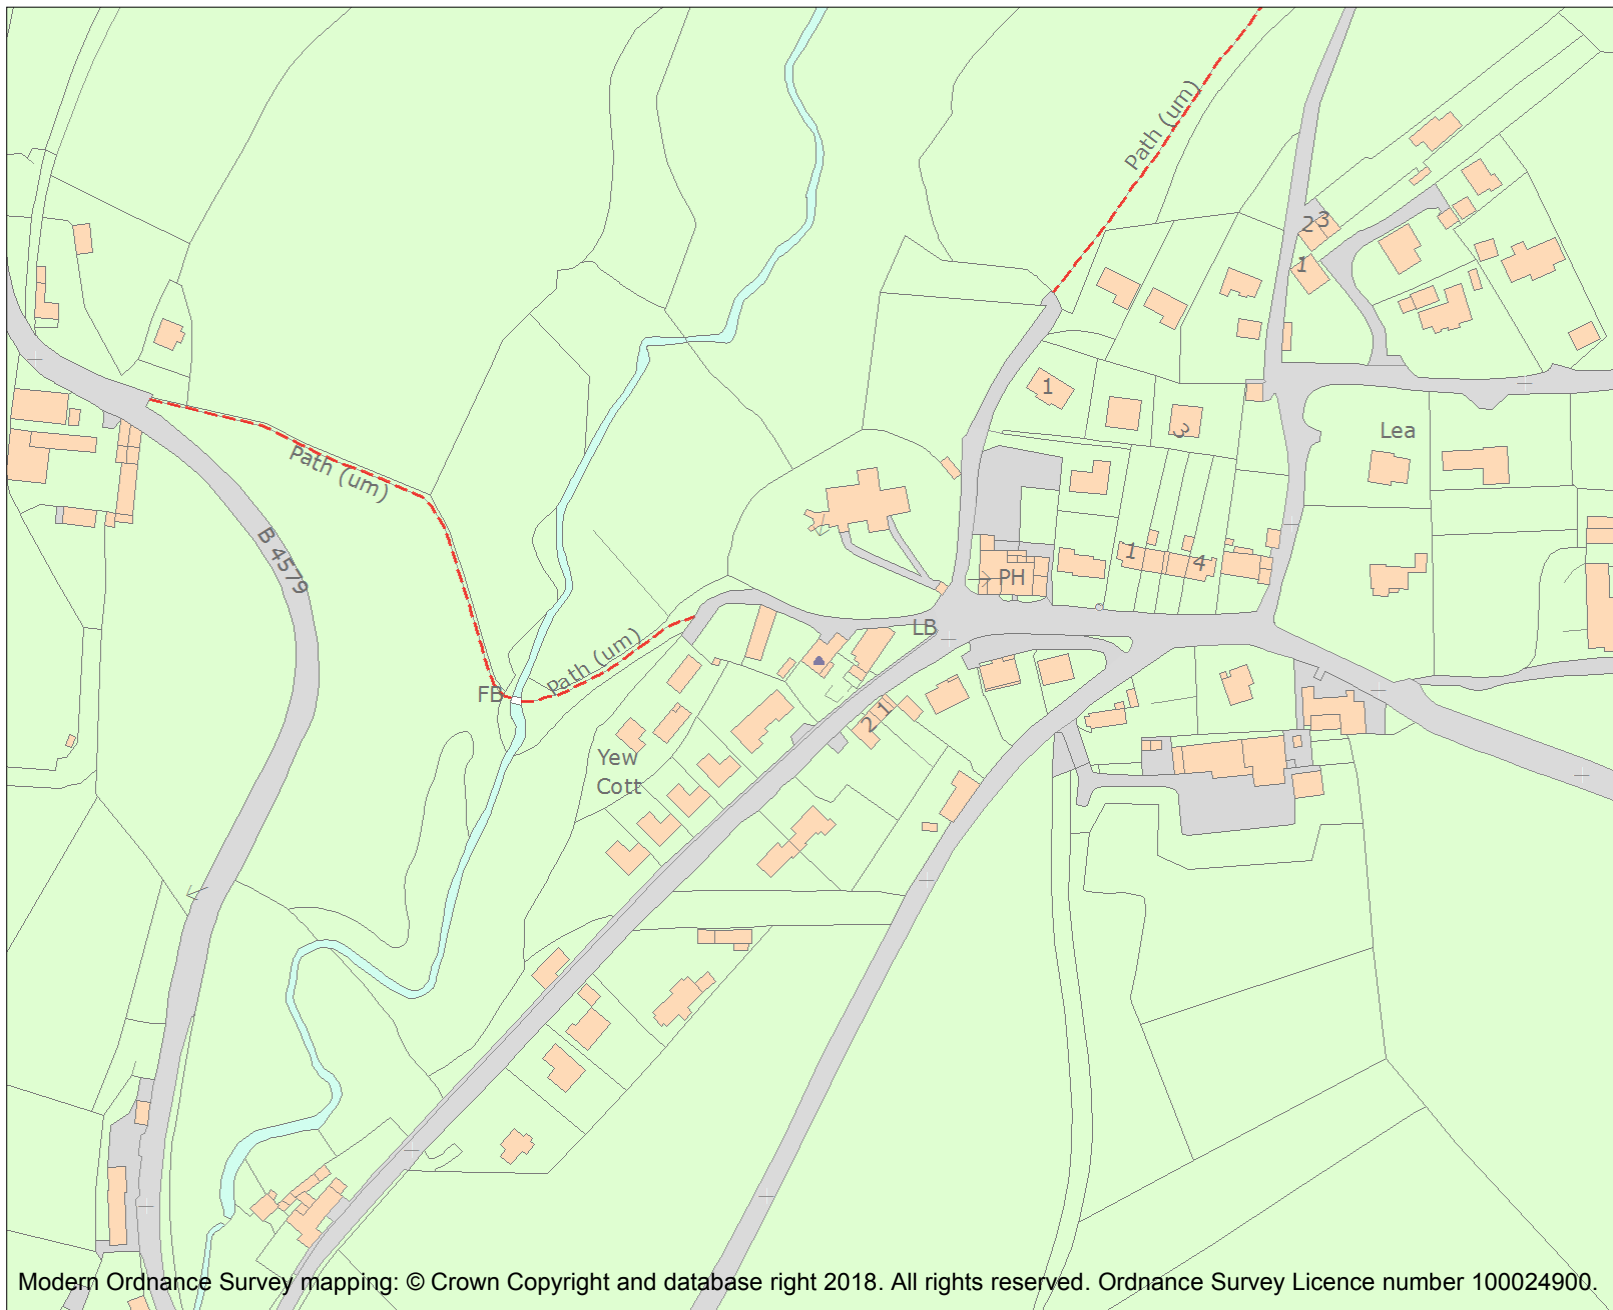 Path (um)
2 3
1
1
3
Lea
Path (um)
B 4579
1
4
PH
LB
Path (um)
FB
2 1
Yew
Cott
Modern Ordnance Survey mapping: © Crown Copyright and database right 2018. All rights reserved. Ordnance Survey Licence number 100024900.